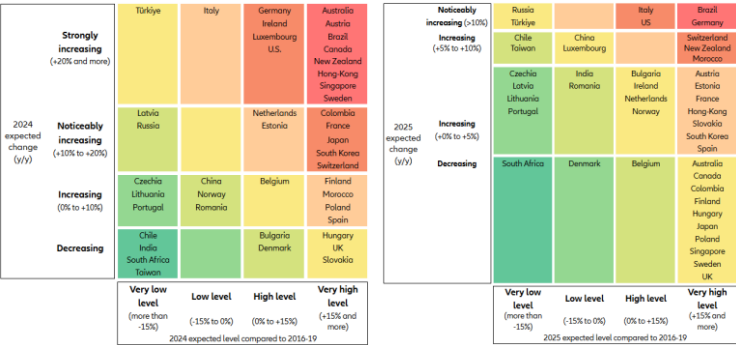 Strongly
increasing
(+20% and more)
Türkiye
Italy
Germany
Ireland
Luxembourg
U.S.
Australia
Austria
Brazil
Canada
New Zealand
Hong-Kong
Singapore
Sweden
2024
expected
change
(y/y)
Noticeably
increasing
(+10% to +20%)
Latvia
Russia
Netherlands
Estonia
Colombia
France
Japan
South Korea
Switzerland
Increasing
(0% to +10%)
Czechia
Lithuania
Portugal
China
Norway
Romania
Belgium
Finland
Morocco
Poland
Spain
Decreasing
Chile
India
South Africa
Taiwan
Bulgaria
Denmark
Hungary
UK
Slovakia
Very low
level
(more than
-15%)
Low level
(-15% to 0%)
High level
(0% to +15%)
Very high
level
(+15% and
more)
2024 expected level compared to 2016-19
Noticeably
increasing (>10%)
Russia
Türkiye
Italy
US
Brazil
Germany
Increasing
(+5% to +10%)
Chile
Taiwan
China
Luxembourg
Switzerland
New Zealand
Morocco
2025
expected
change
(y/y)
Increasing
(+0% to +5%)
Czechia
Latvia
Lithuania
Portugal
India
Romania
Bulgaria
Ireland
Netherlands
Norway
Austria
Estonia
France
Hong-Kong
Slovakia
South Korea
Spain
Decreasing
South Africa
Denmark
Belgium
Australia
Canada
Colombia
Finland
Hungary
Japan
Poland
Singapore
Sweden
UK
Very low
level
(more than
-15%)
Low level
(-15% to 0%)
High level
(0% to +15%)
Very high
level
(+15% and
more)
2025 expected level compared to 2016-19